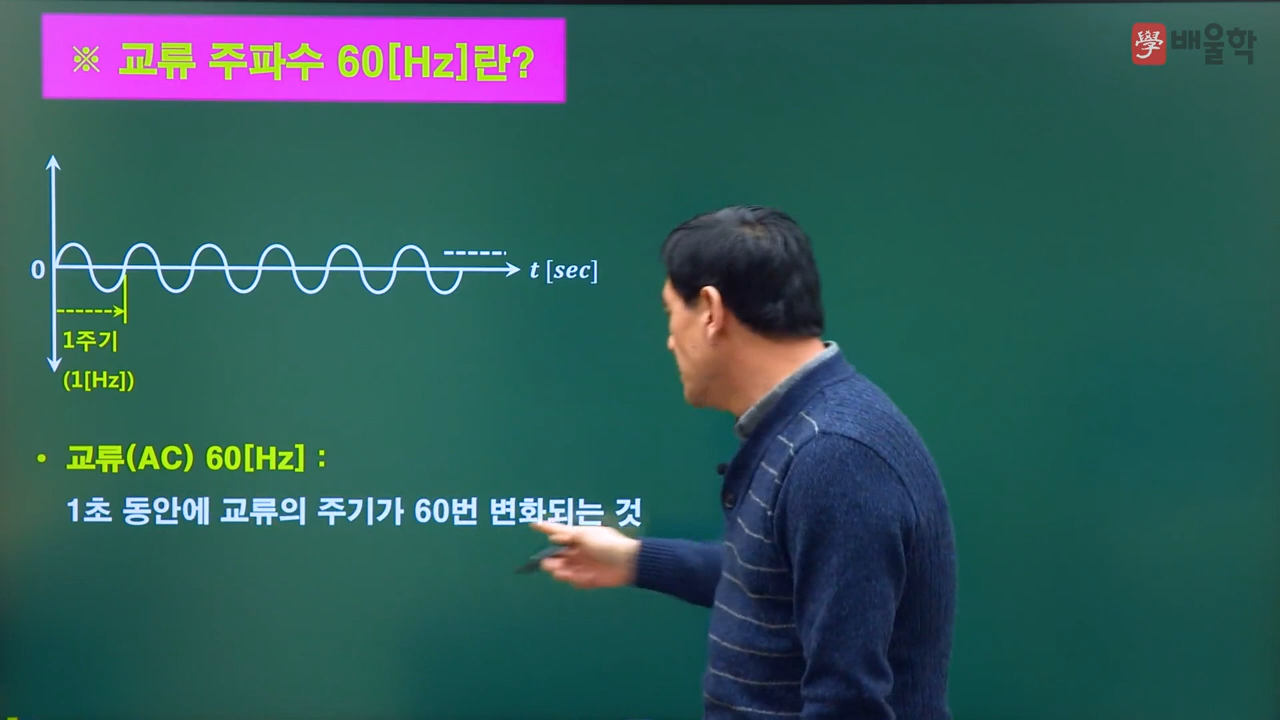 ※ 교류 주파수 60[Hz]란?
學 배울학
0
t [sec]
1주기
(1[Hz])
• 교류(AC) 60[Hz] :
1초 동안에 교류의 주기가 60번 변화되는 것